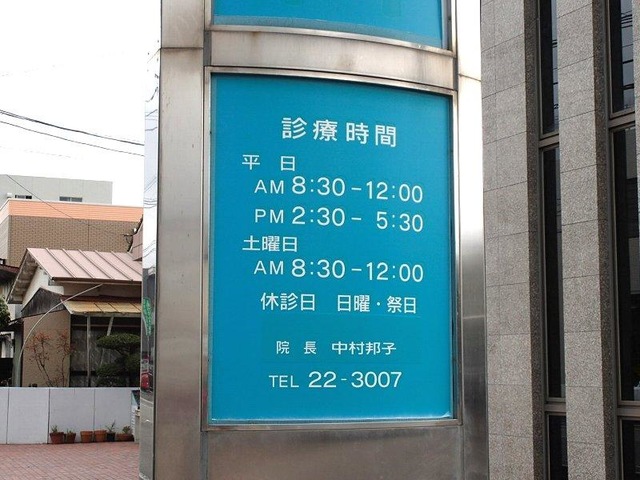 診療時間
平 日
AM 8:30－12:00
PM 2:30－ 5:30
土曜日
AM 8:30－12:00
休診日　日曜・祭日
院 長　中村邦子
TEL 22－3007